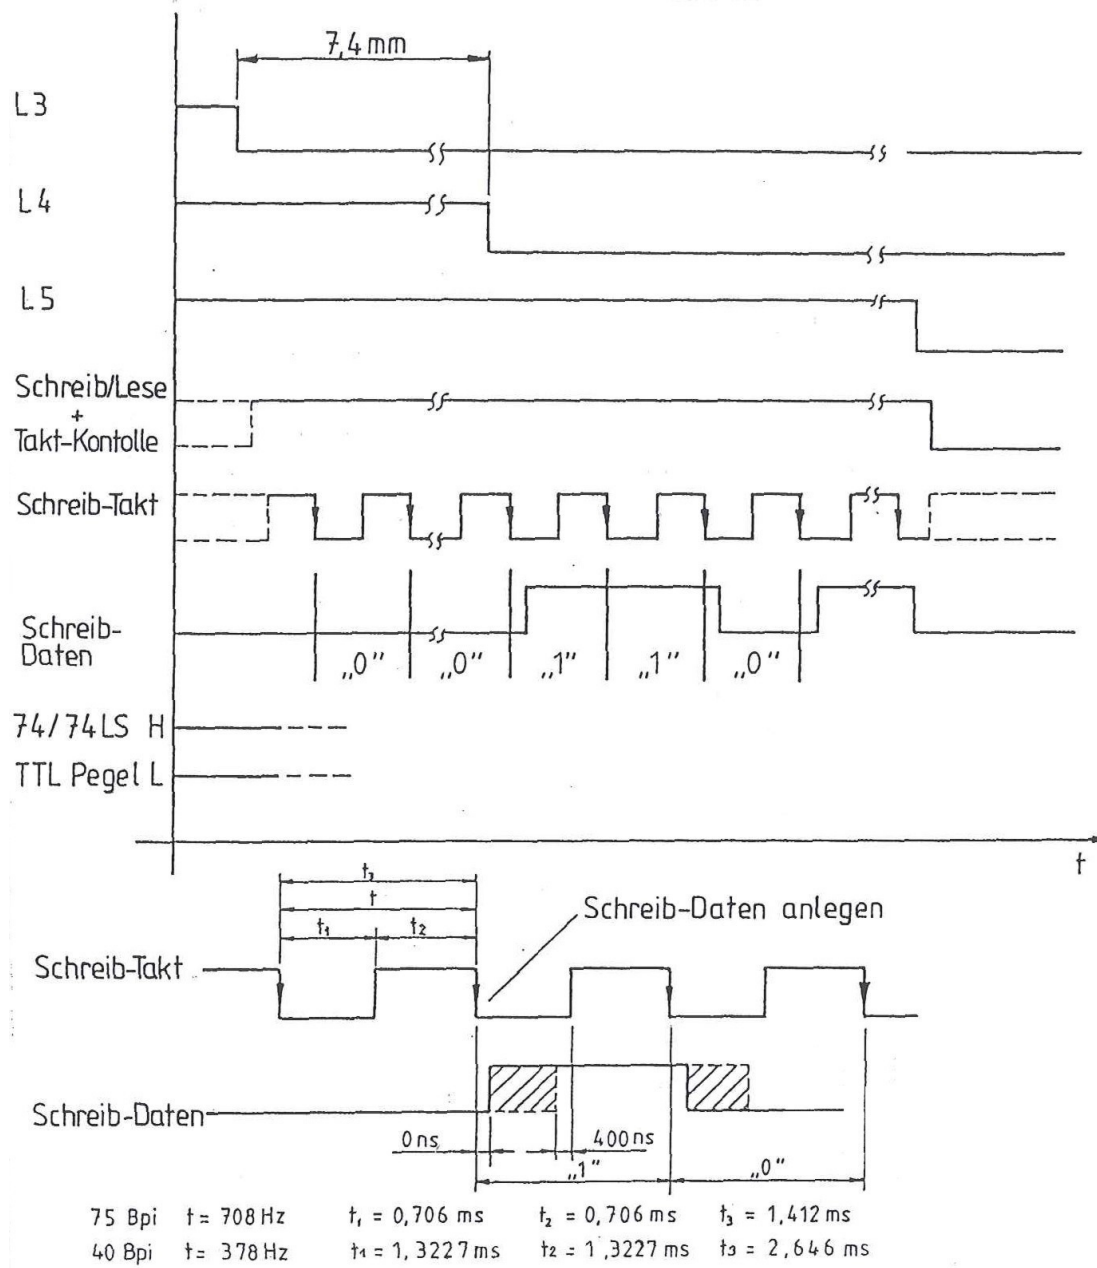 7,4 mm
L3
L4
L5
Schreib/Lese
+
Takt-Kontolle
Schreib-Takt
Schreib-
Daten
„0" „0" „1" „1" „0"
74/74LS H
TTL Pegel L
t
t₃
t
t₁ t₂
Schreib-Daten anlegen
Schreib-Takt
Schreib-Daten
0ns 400ns
„1" „0"
75 Bpi t= 708 Hz t₁ = 0,706 ms t₂ = 0,706 ms t₃ = 1,412 ms
40 Bpi t= 378 Hz t₁ = 1,3227 ms t₂ = 1,3227 ms t₃ = 2,646 ms